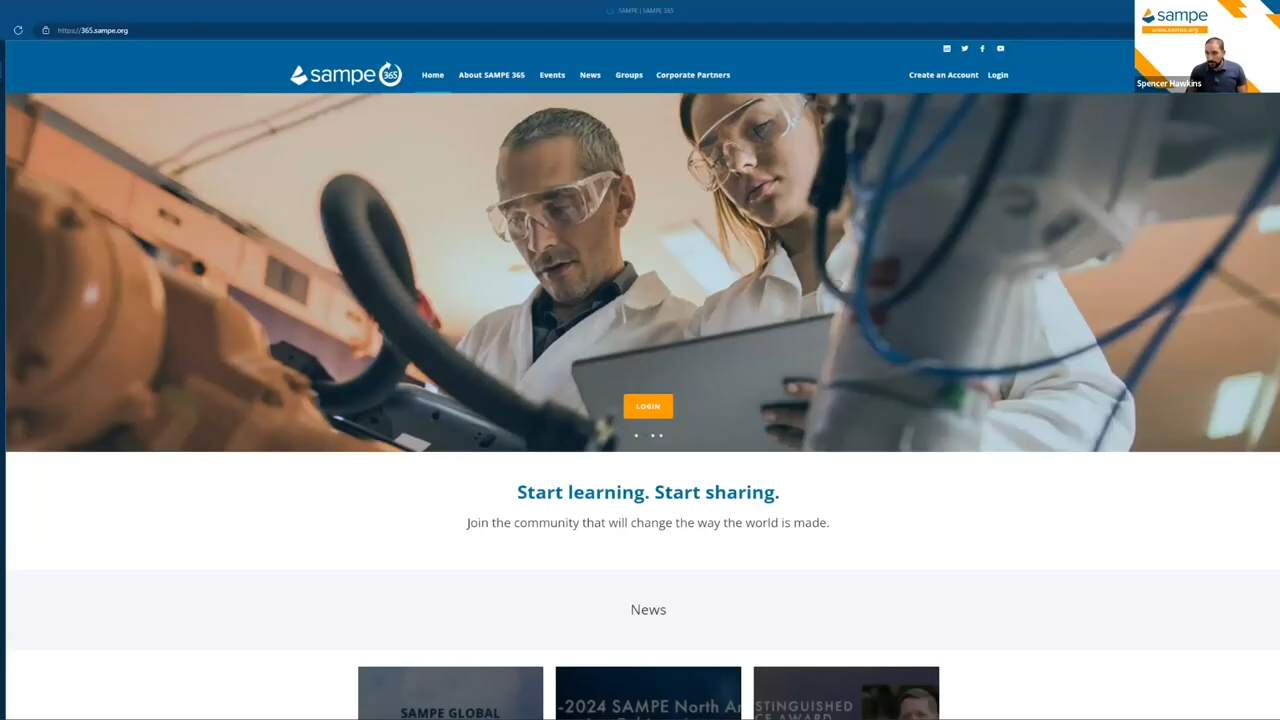 SAMPE | SAMPE 365
https://365.sampe.org
sampe
www.sampe.org
Spencer Hawkins
sampe 365
Home About SAMPE 365 Events News Groups Corporate Partners
Create an Account Login
LOGIN
Start learning. Start sharing.
Join the community that will change the way the world is made.
News
SAMPE GLOBAL
-2024 SAMPE North
STINGUISHED
CE AWARD